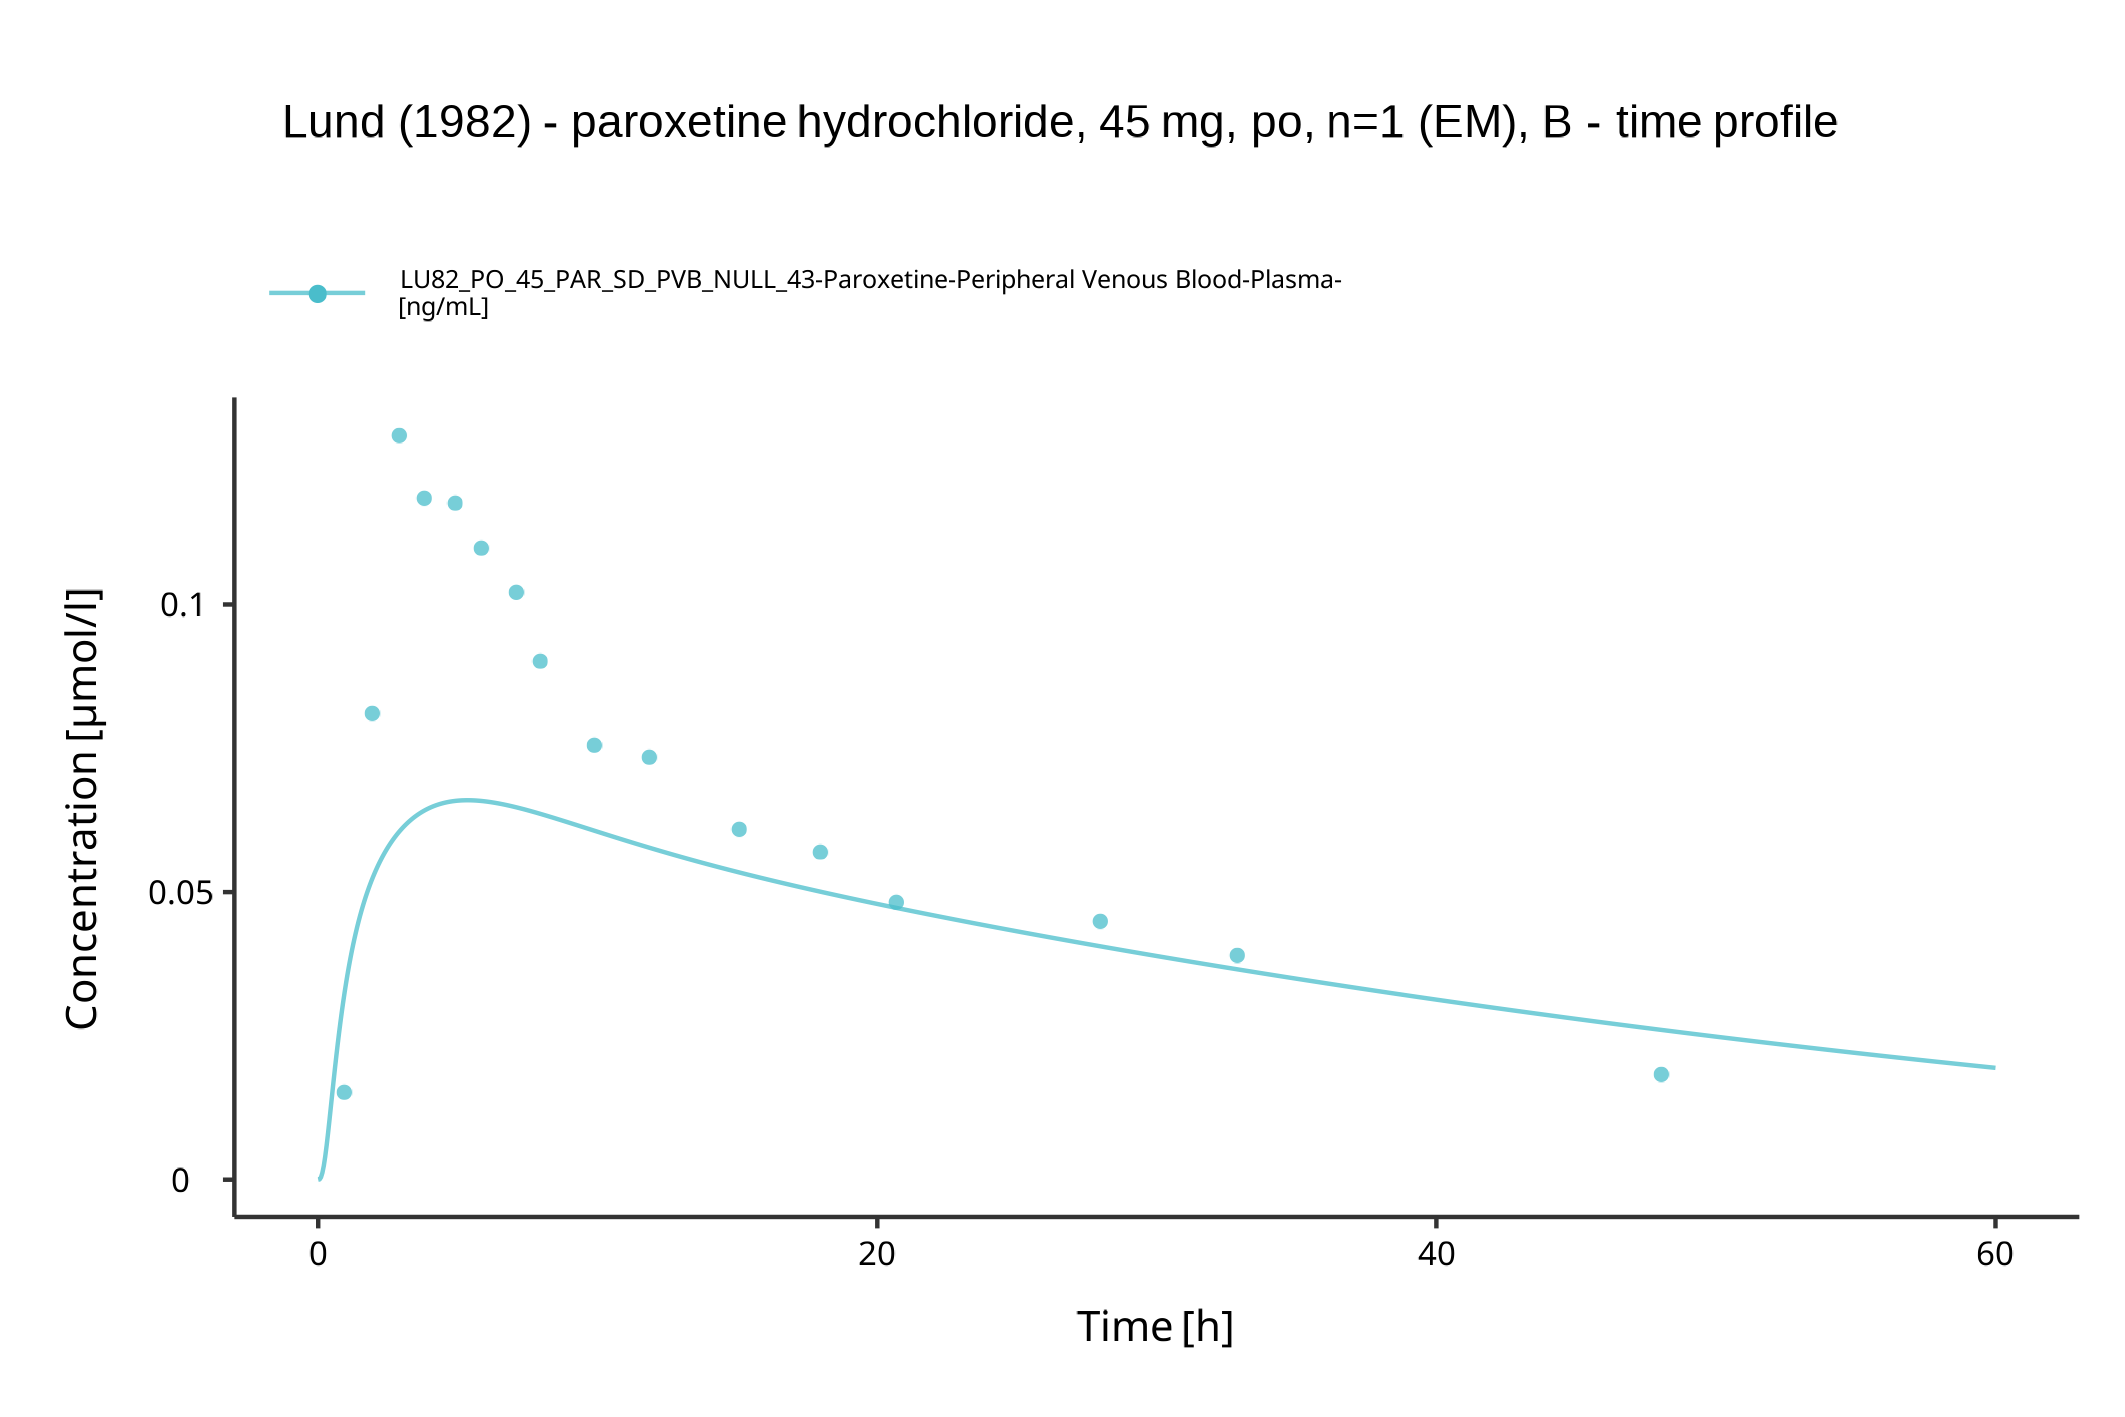 Lund (1982) - paroxetine hydrochloride, 45 mg, po, n=1 (EM), B - time profile
LU82_PO_45_PAR_SD_PVB_NULL_43-Paroxetine-Peripheral Venous Blood-Plasma-
[ng/mL]
Concentration [µmol/l]
0.1
0.05
0
0
20
40
60
Time [h]